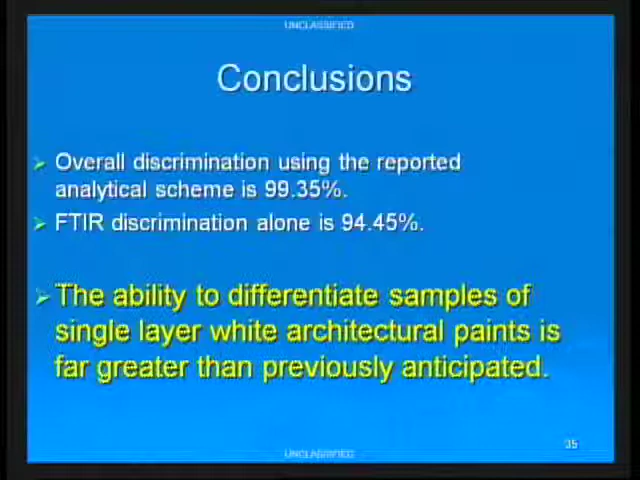 UNCLASSIFIED
Conclusions
Overall discrimination using the reported
analytical scheme is 99.35%.
FTIR discrimination alone is 94.45%.
The ability to differentiate samples of
single layer white architectural paints is
far greater than previously anticipated.
35
UNCLASSIFIED